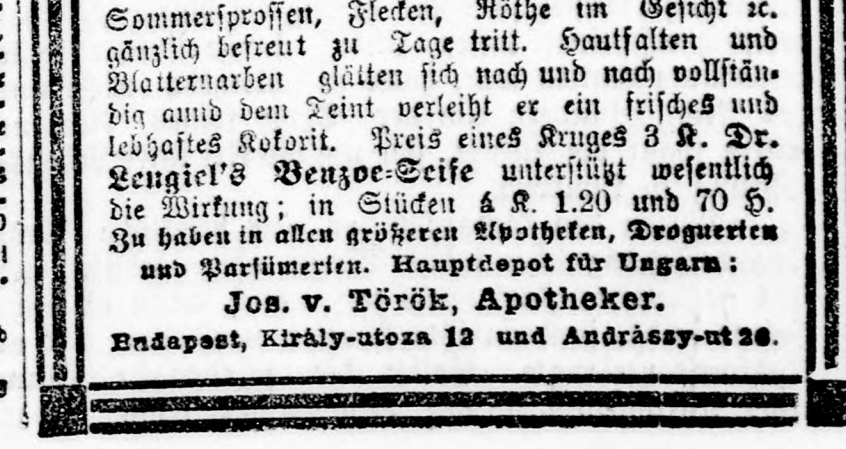 Sommersprossen, Flecken, Röthe im Gesicht ꝛc.
gänzlich befreut zu Tage tritt. Hautfalten und
Blatternarben glätten sich nach und nach vollstän-
dig aund dem Teint verleiht er ein frisches und
lebhaftes Kokorit. Preis eines Kruges 3 K. Dr.
Lengiel's Benzoe-Seife unterstützt wesentlich
die Wirkung; in Stücken á K. 1.20 und 70 H.
Zu haben in allen größeren Apotheken, Droguerien
und Parfümerien. Hauptdepot für Ungarn:
Jos. v. Török, Apotheker.
Budapest, Király-utoza 12 und Andràssy-ut 26.